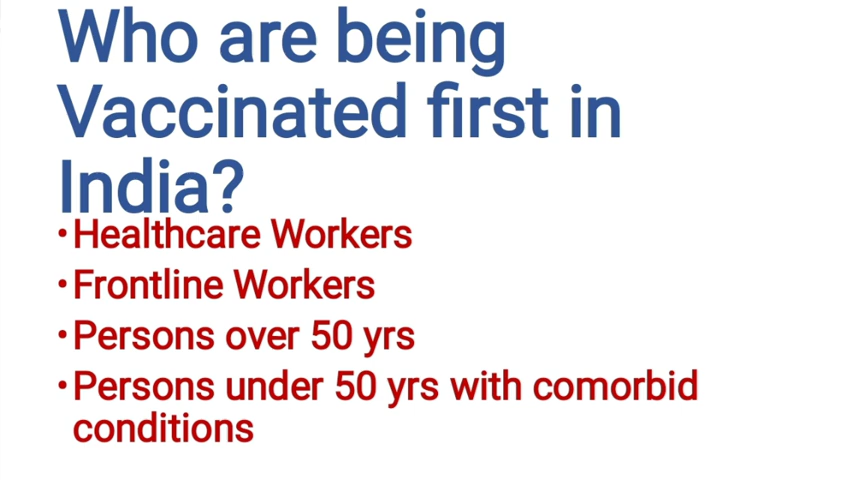 Who are being
Vaccinated first in
India?
•Healthcare Workers
•Frontline Workers
•Persons over 50 yrs
•Persons under 50 yrs with comorbid
conditions